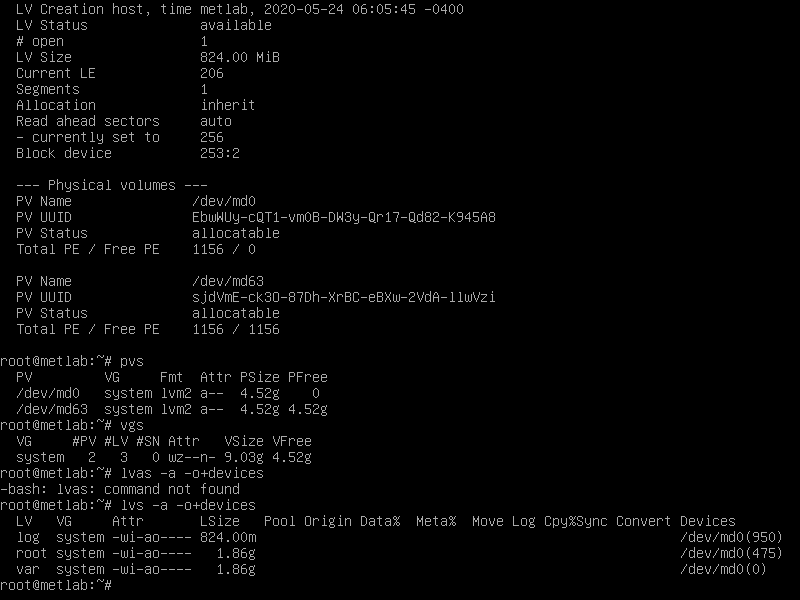 LV Creation host, time metlab, 2020-05-24 06:05:45 -0400
LV Status              available
# open                 1
LV Size                824.00 MiB
Current LE             206
Segments               1
Allocation             inherit
Read ahead sectors     auto
- currently set to     256
Block device           253:2
--- Physical volumes ---
PV Name               /dev/md0
PV UUID               EbwWUy-cQT1-vm0B-DW3y-Qr17-Qd82-K945A8
PV Status             allocatable
Total PE / Free PE    1156 / 0
PV Name               /dev/md63
PV UUID               sjdVmE-ck3O-87Dh-XrBC-eBXw-2VdA-llwVzi
PV Status             allocatable
Total PE / Free PE    1156 / 1156
root@metlab:~# pvs
PV         VG     Fmt  Attr PSize PFree
/dev/md0   system lvm2 a--  4.52g    0
/dev/md63  system lvm2 a--  4.52g 4.52g
root@metlab:~# vgs
VG     #PV #LV #SN Attr   VSize VFree
system   2   3   0 wz--n- 9.03g 4.52g
root@metlab:~# lvas -a -o+devices
-bash: lvas: command not found
root@metlab:~# lvs -a -o+devices
LV   VG     Attr       LSize   Pool Origin Data%  Meta%  Move Log Cpy%Sync Convert Devices
log  system -wi-ao---- 824.00m                                                     /dev/md0(950)
root system -wi-ao----   1.86g                                                     /dev/md0(475)
var  system -wi-ao----   1.86g                                                     /dev/md0(0)
root@metlab:~#